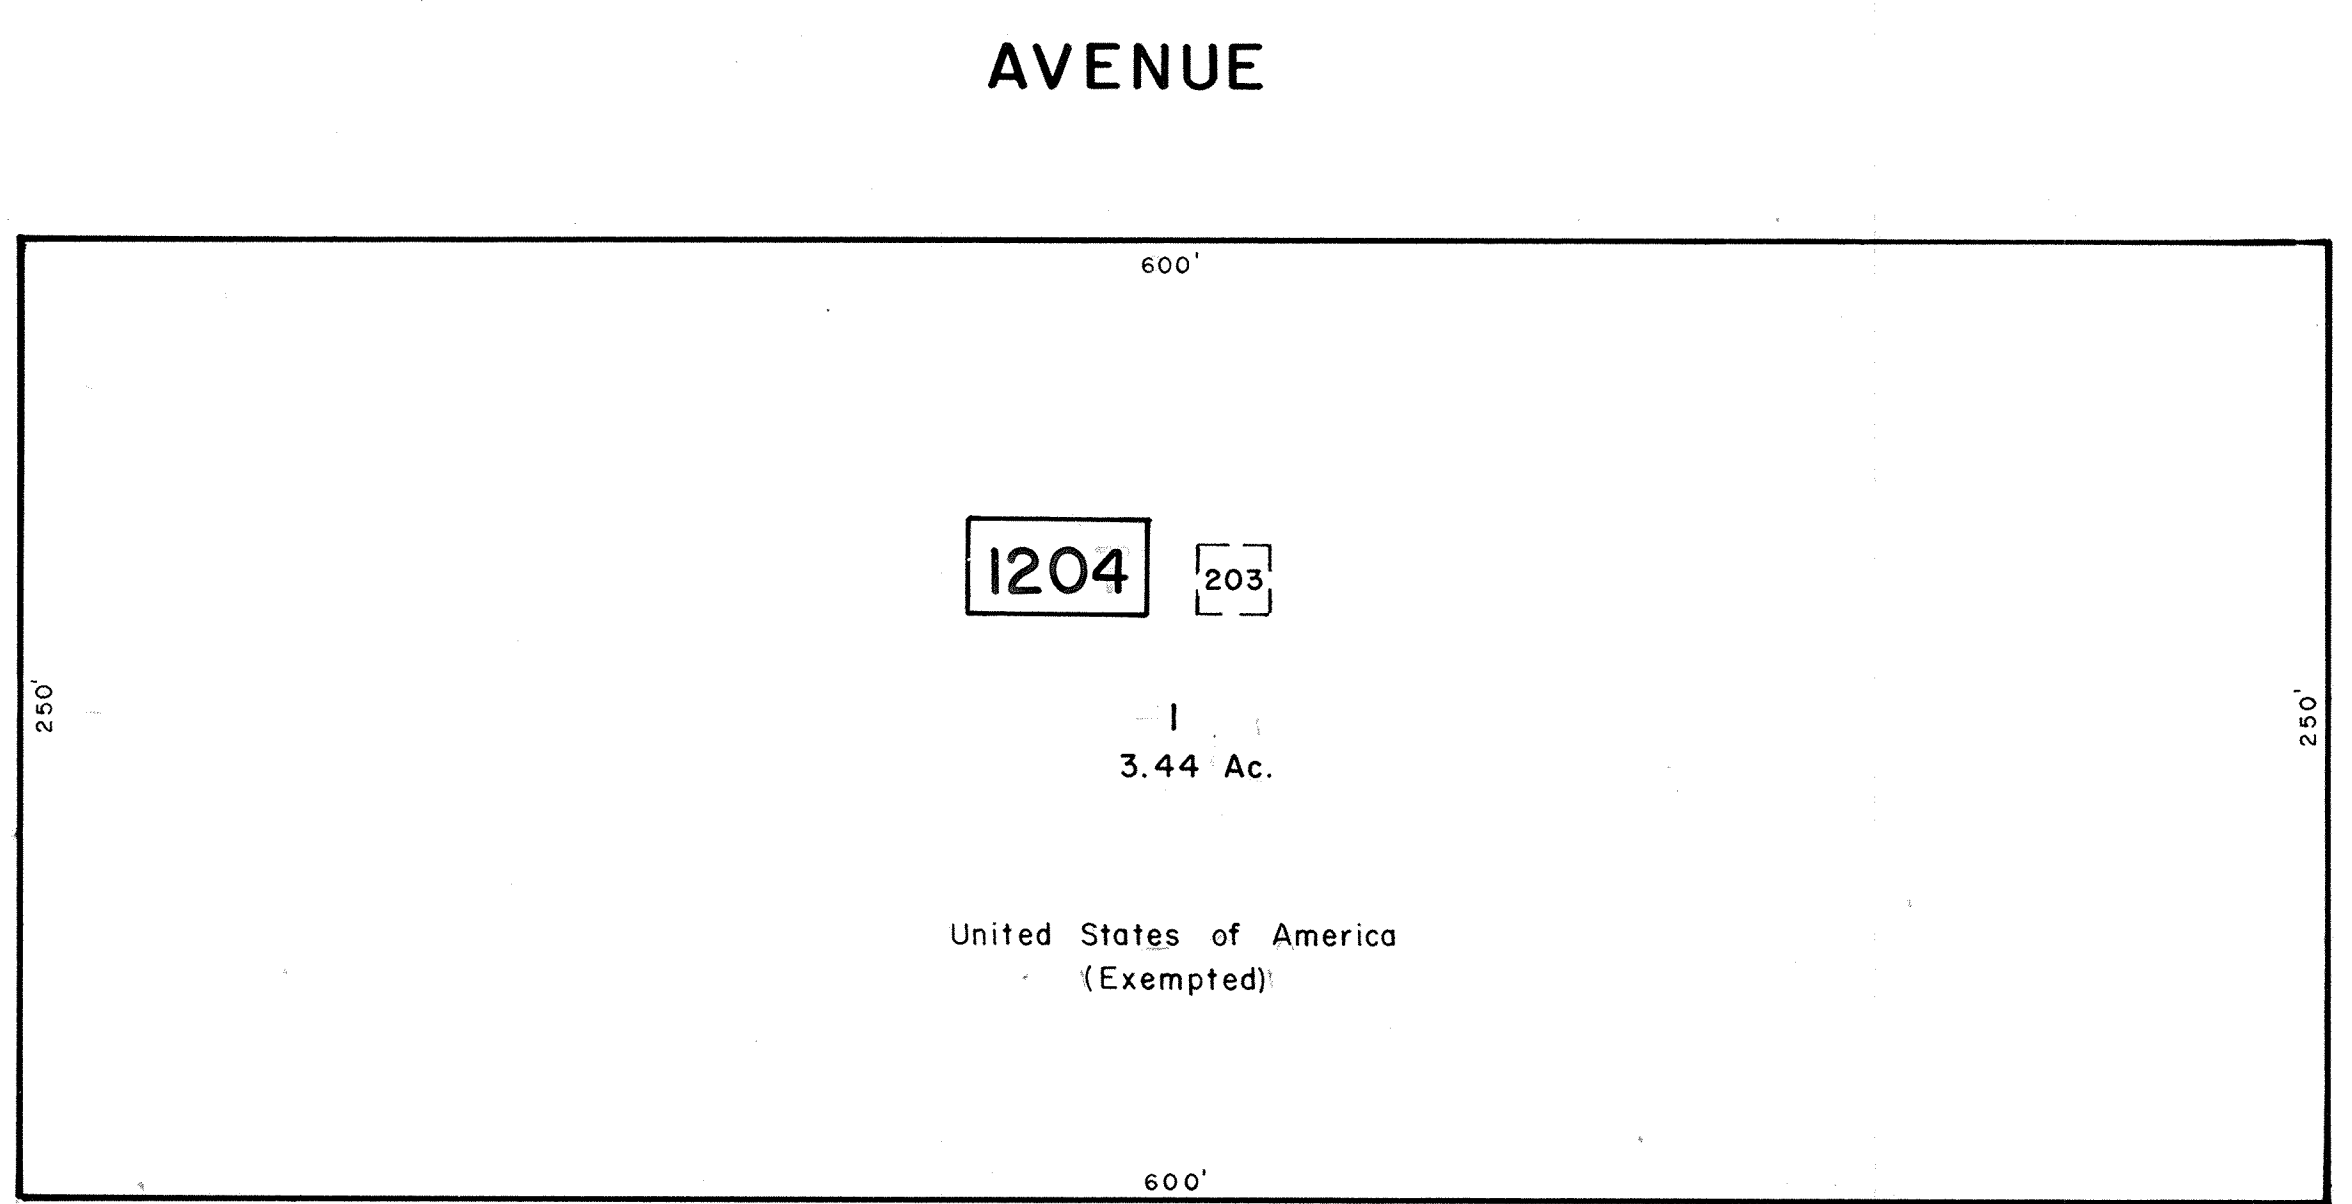 AVENUE
600'
1204 203
250'
250'
1
3.44 Ac.
United States of America
(Exempted)
600'